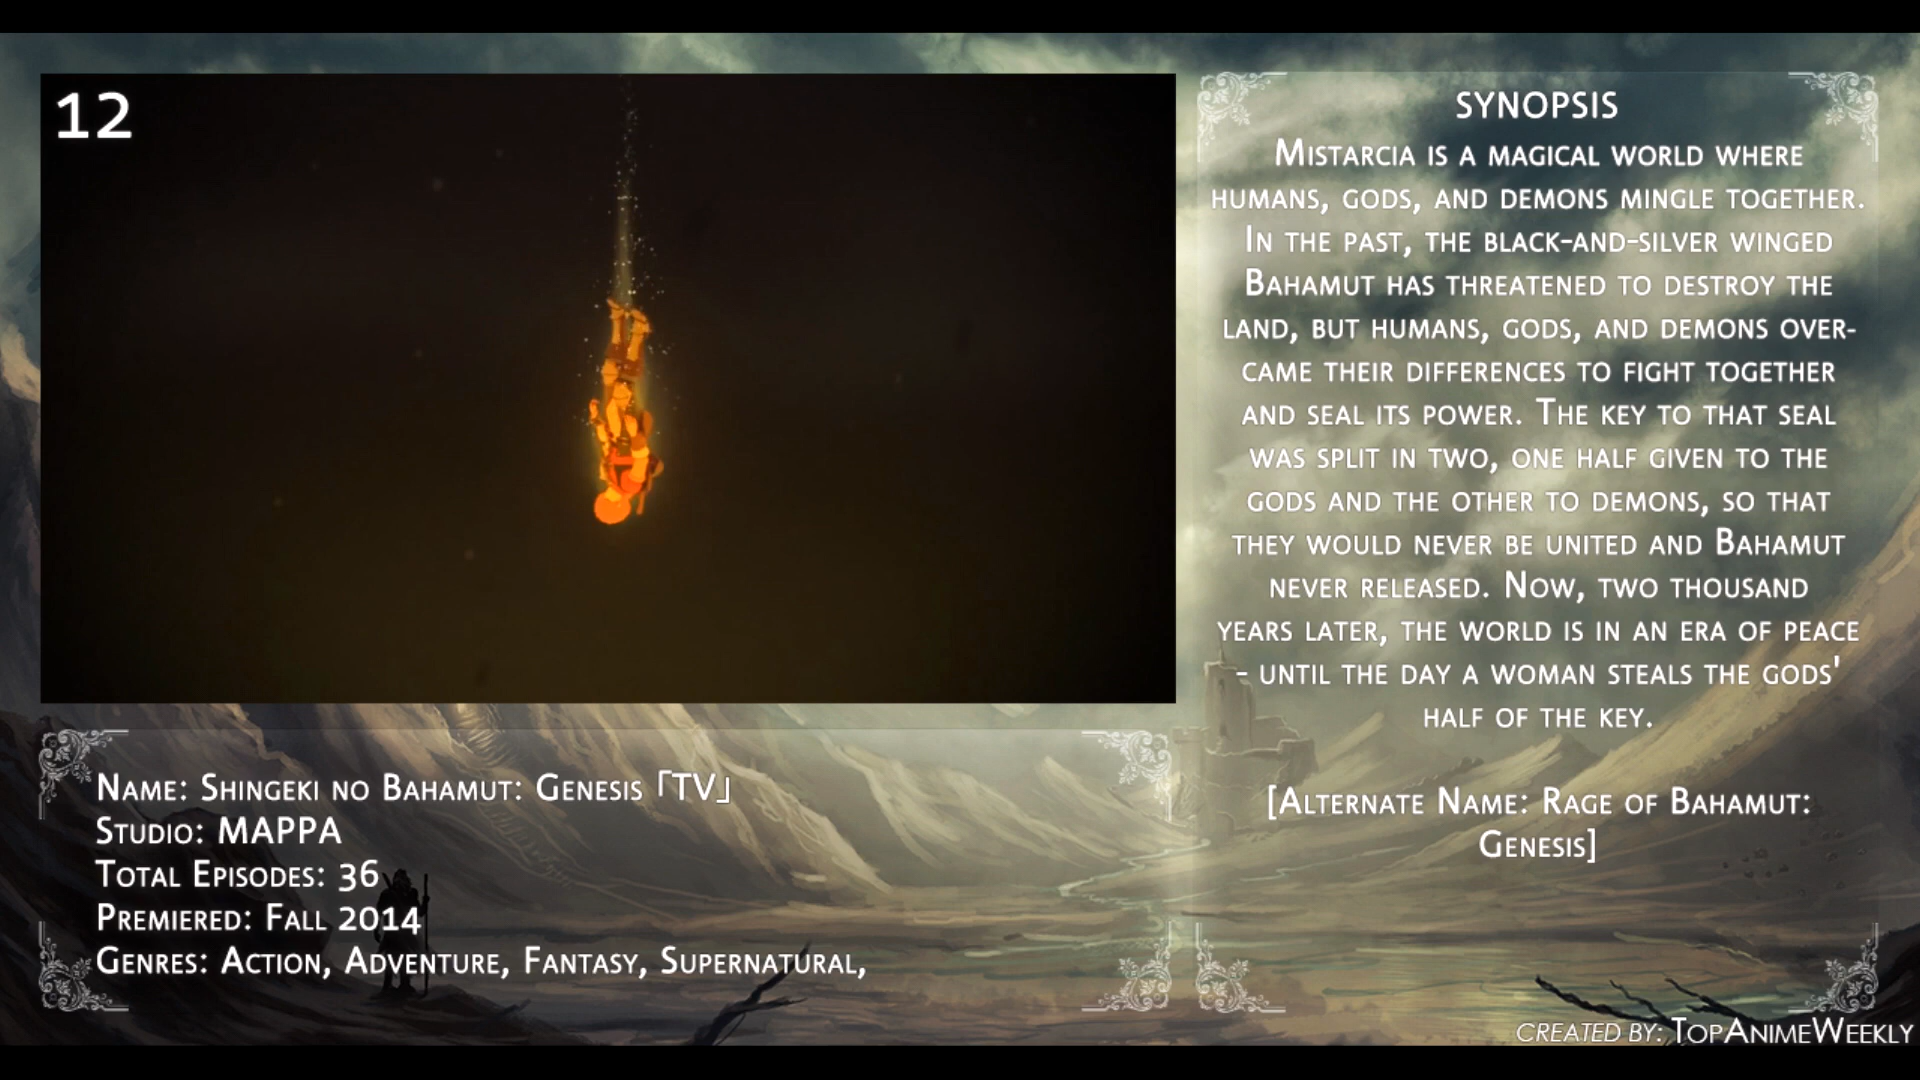 12
SYNOPSIS
Mistarcia is a magical world where
humans, gods, and demons mingle together.
In the past, the black-and-silver winged
Bahamut has threatened to destroy the
land, but humans, gods, and demons over-
came their differences to fight together
and seal its power. The key to that seal
was split in two, one half given to the
gods and the other to demons, so that
they would never be united and Bahamut
never released. Now, two thousand
years later, the world is in an era of peace
- until the day a woman steals the gods'
half of the key.
[Alternate Name: Rage of Bahamut:
Genesis]
Name: Shingeki no Bahamut: Genesis「TV」
Studio: MAPPA
Total Episodes: 36
Premiered: Fall 2014
Genres: Action, Adventure, Fantasy, Supernatural,
CREATED BY: TopAnimeWeekly